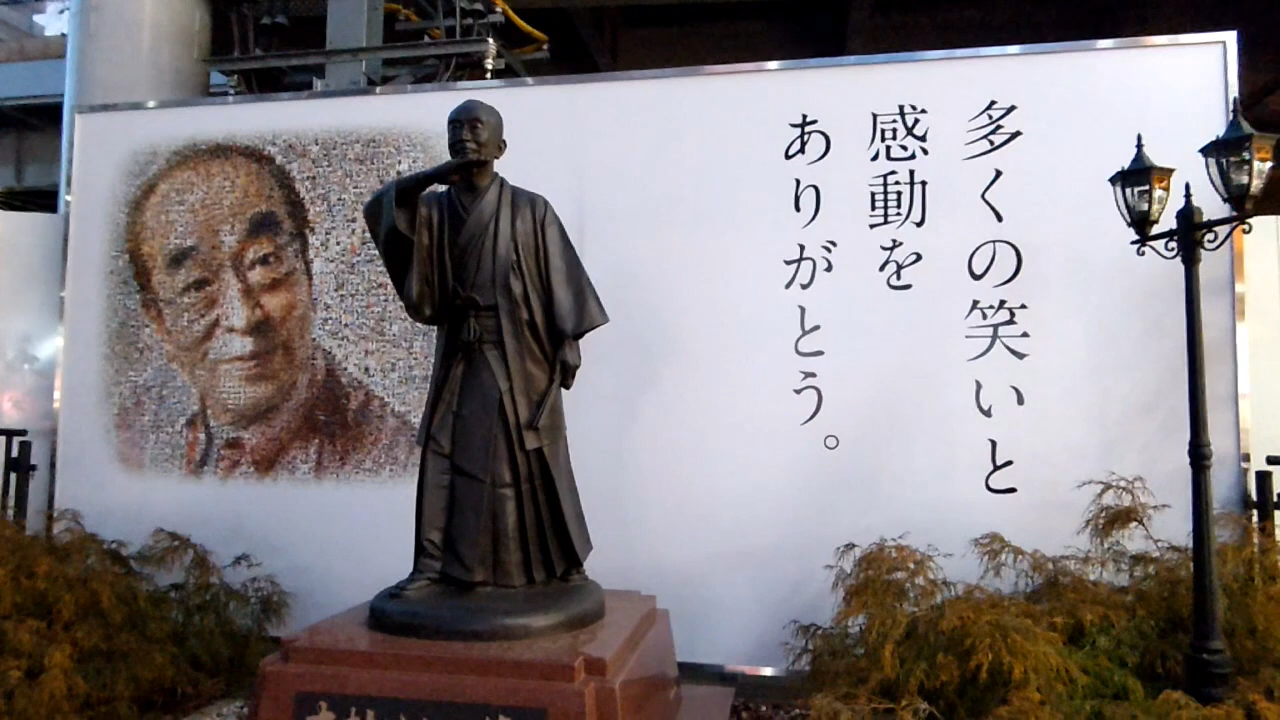 多くの笑いと
感動を
ありがとう。